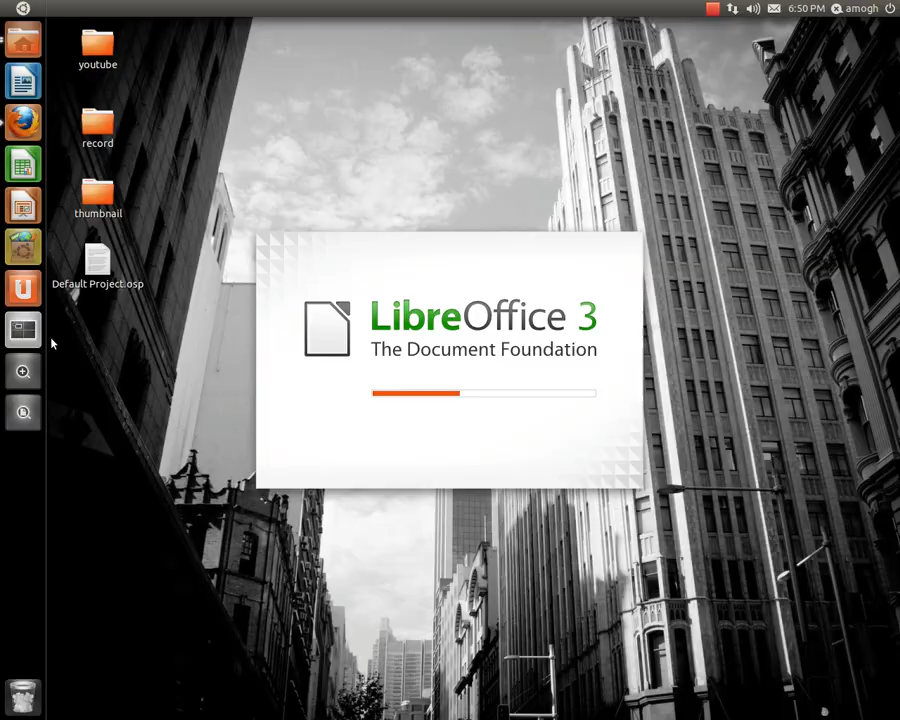 6:50 PM amogh
youtube
record
thumbnail
Default Project.osp
LibreOffice 3
The Document Foundation